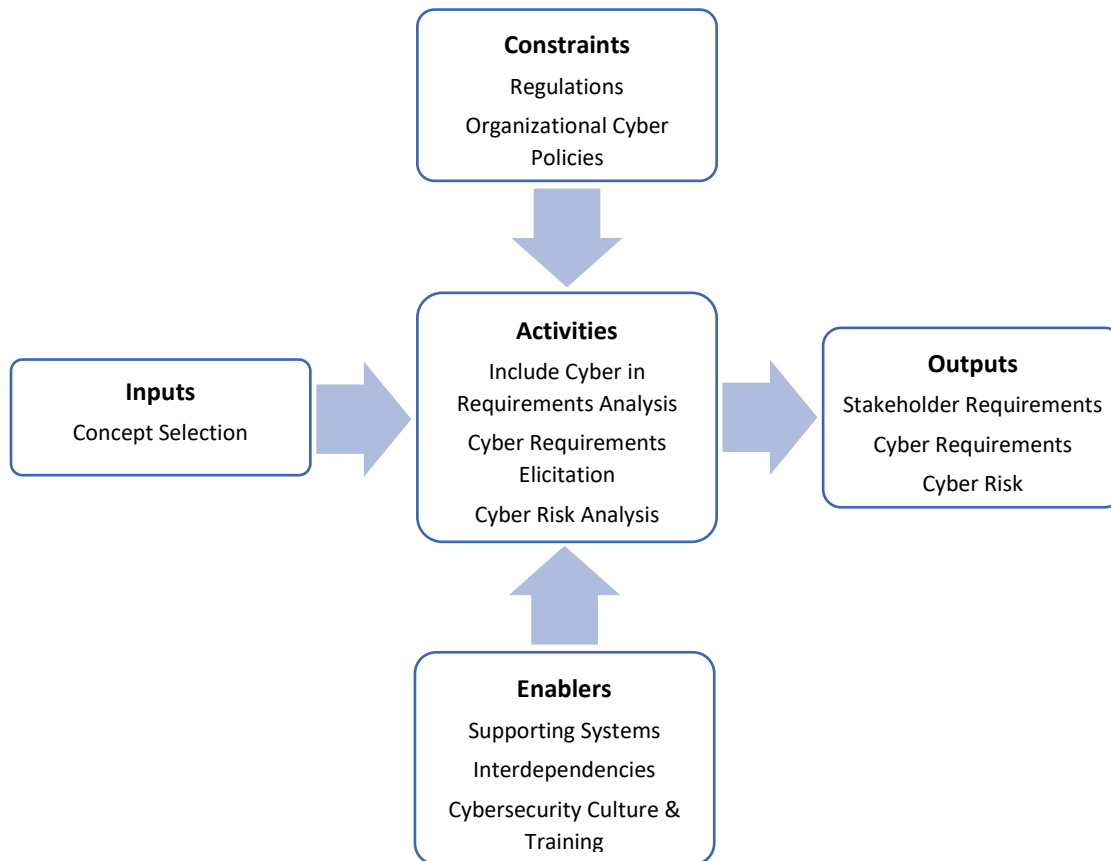 Constraints
Regulations
Organizational Cyber
Policies
Inputs
Concept Selection
Activities
Include Cyber in
Requirements Analysis
Cyber Requirements
Elicitation
Cyber Risk Analysis
Outputs
Stakeholder Requirements
Cyber Requirements
Cyber Risk
Enablers
Supporting Systems
Interdependencies
Cybersecurity Culture &
Training